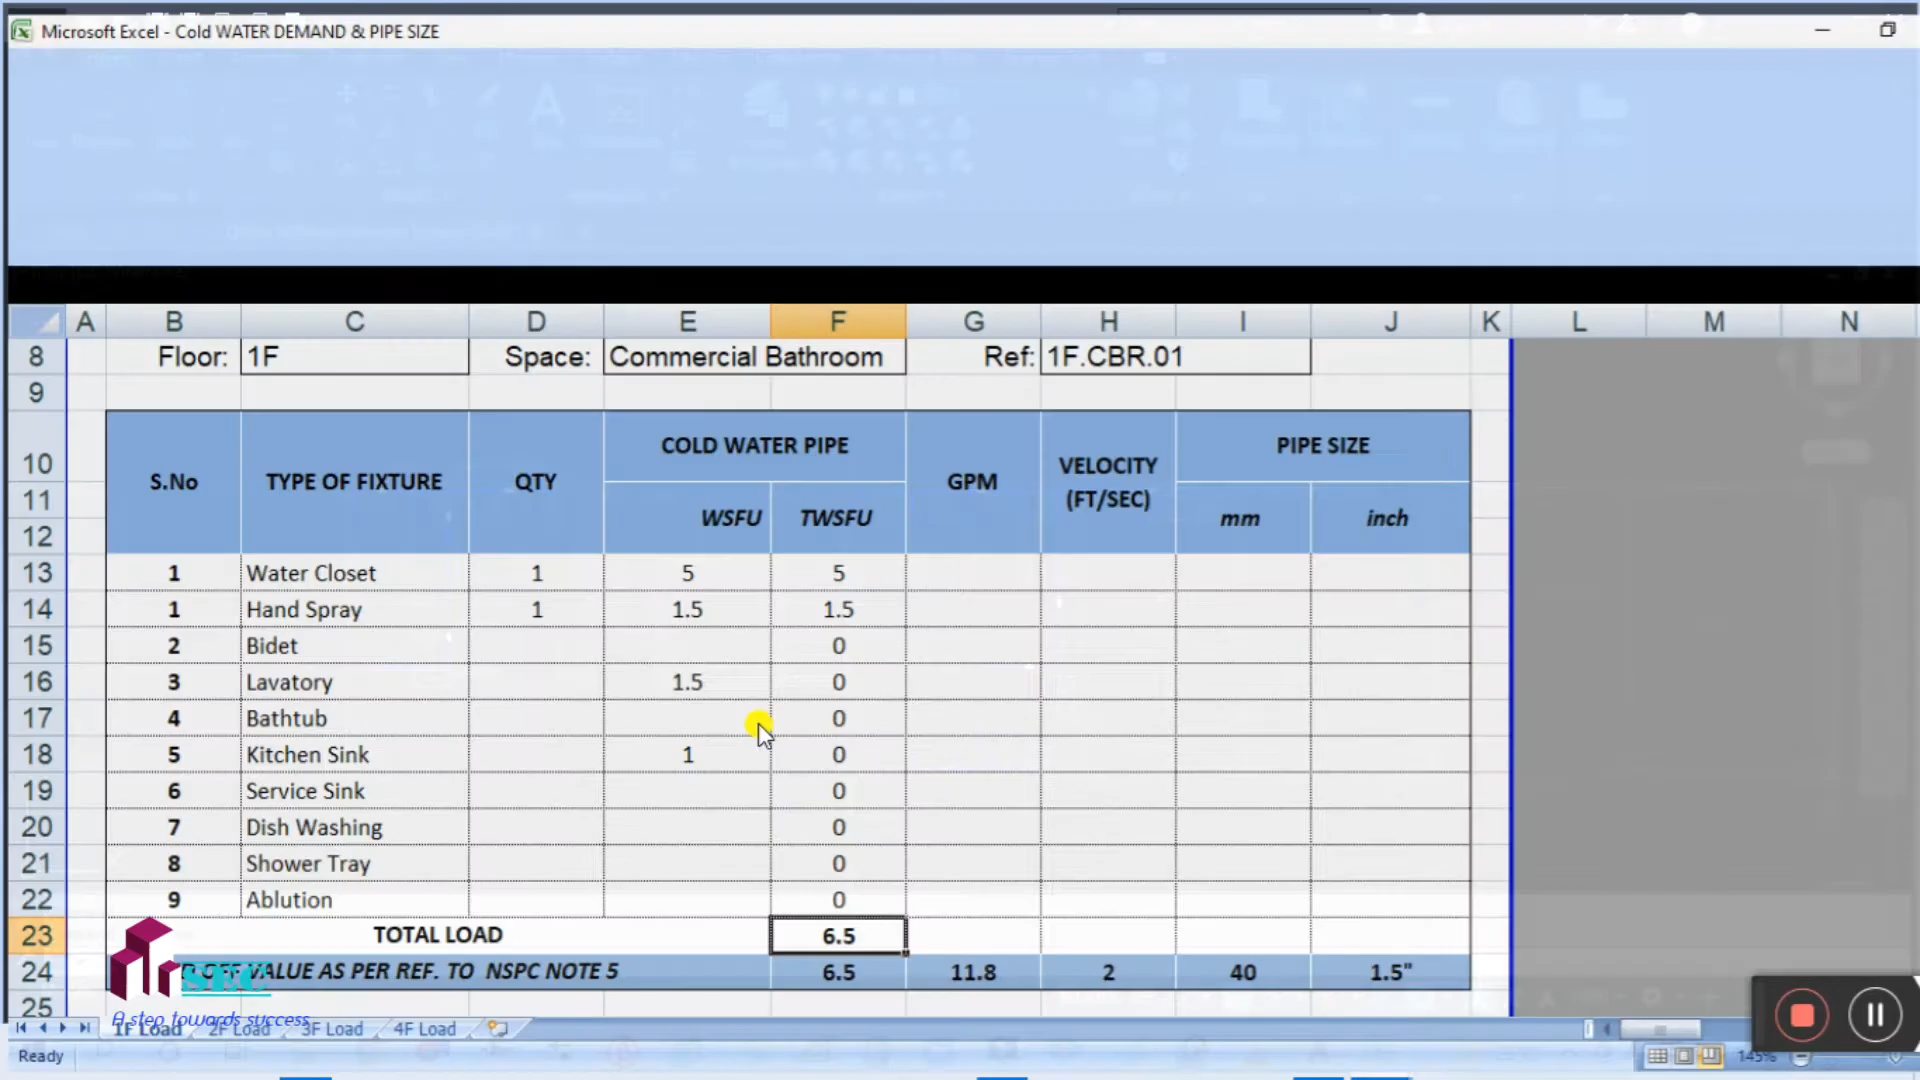 Microsoft Excel - Cold WATER DEMAND & PIPE SIZE
A B C D E F G H I J K L M N
8 Floor: 1F Space: Commercial Bathroom Ref: 1F.CBR.01
9
10 S.No TYPE OF FIXTURE QTY COLD WATER PIPE GPM VELOCITY (FT/SEC) PIPE SIZE
11 WSFU TWSFU mm inch
12
13 1 Water Closet 1 5 5
14 1 Hand Spray 1 1.5 1.5
15 2 Bidet 0
16 3 Lavatory 1.5 0
17 4 Bathtub 0
18 5 Kitchen Sink 1 0
19 6 Service Sink 0
20 7 Dish Washing 0
21 8 Shower Tray 0
22 9 Ablution 0
23 TOTAL LOAD 6.5
24 VALUE AS PER REF. TO NSPC NOTE 5 6.5 11.8 2 40 1.5"
25
SEC
A step towards success
1F Load 2F Load 3F Load 4F Load
Ready 145%